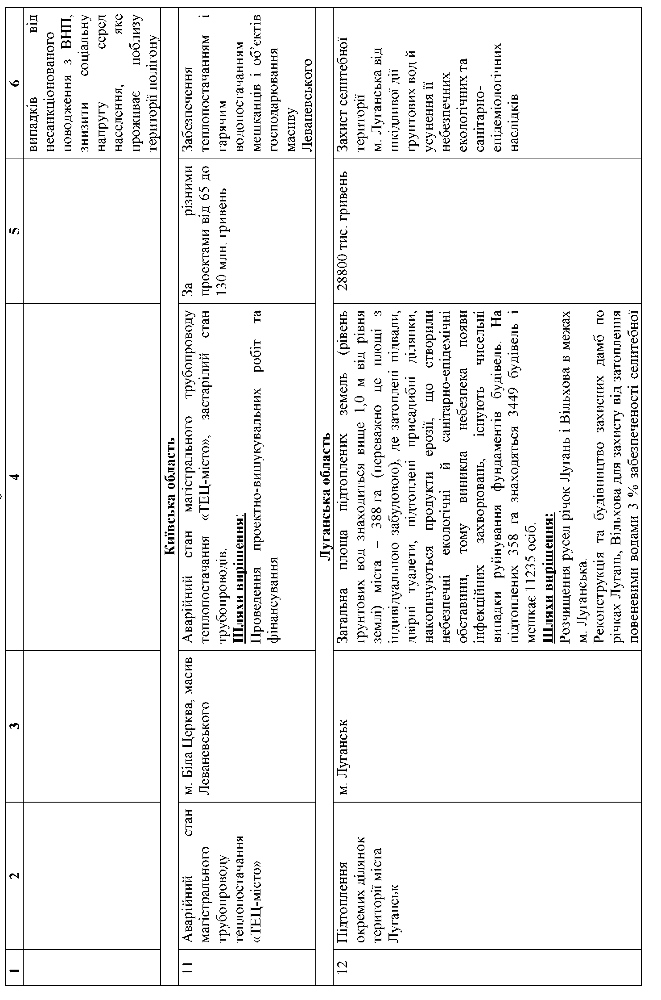 1 2 3 4 5 6
випадків від
несанкціонованого
поводження з ВНП,
знизити соціальну
напругу серед
населення, яке
проживає поблизу
території полігону
Київська область
11
Аварійний стан
магістрального
трубопроводу
теплопостачання
«ТЕЦ-місто»
м. Біла Церква, масив
Леваневського
Аварійний стан магістрального трубопроводу
теплопостачання «ТЕЦ-місто», застарілий стан
трубопроводів.
Шляхи вирішення:
Проведення проектно-вишукувальних робіт та
фінансування
За різними
проектами від 65 до
130 млн. гривень
Забезпечення
теплопостачанням і
гарячим
водопостачанням
мешканців і об’єктів
господарювання
масиву
Леваневського
Луганська область
12
Підтоплення
окремих ділянок
території міста
Луганськ
м. Луганськ
Загальна площа підтоплених земель (рівень
ґрунтових вод знаходиться вище 1,0 м від рівня
землі) міста – 388 га (переважно це площі з
індивідуальною забудовою), де затоплені підвали,
двірні туалети, підтоплені присадибні ділянки,
накопичуються продукти ерозії, що створили
небезпечні екологічні й санітарно-епідемічні
обставини, тому виникла небезпека появи
інфекційних захворювань, існують чисельні
випадки руйнування фундаментів будівель. На
підтоплених 358 га знаходяться 3449 будівель і
мешкає 11235 осіб.
Шляхи вирішення:
Розчищення русел річок Лугань і Вільхова в межах
м. Луганська.
Реконструкція та будівництво захисних дамб по
річках Лугань, Вільхова для захисту від затоплення
повеневими водами 3 % забезпеченості селитебної
28800 тис. гривень
Захист селитебної
території
м. Луганська від
шкідливої дії
ґрунтових вод й
усунення її
небезпечних
екологічних та
санітарно-
епідеміологічних
наслідків